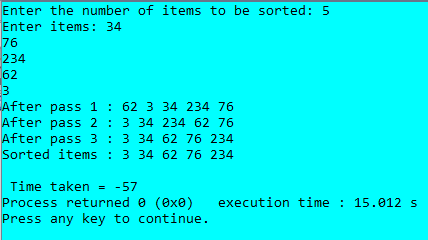 Enter the number of items to be sorted: 5
Enter items: 34
76
234
62
3
After pass 1 : 62 3 34 234 76
After pass 2 : 3 34 234 62 76
After pass 3 : 3 34 62 76 234
Sorted items : 3 34 62 76 234
Time taken = -57
Process returned 0 (0x0)   execution time : 15.012 s
Press any key to continue.